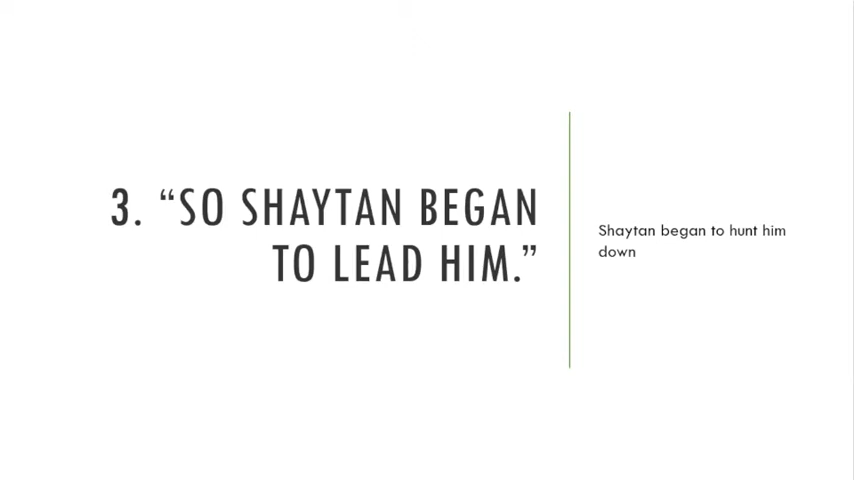 3. “SO SHAYTAN BEGAN
TO LEAD HIM.”
Shaytan began to hunt him
down